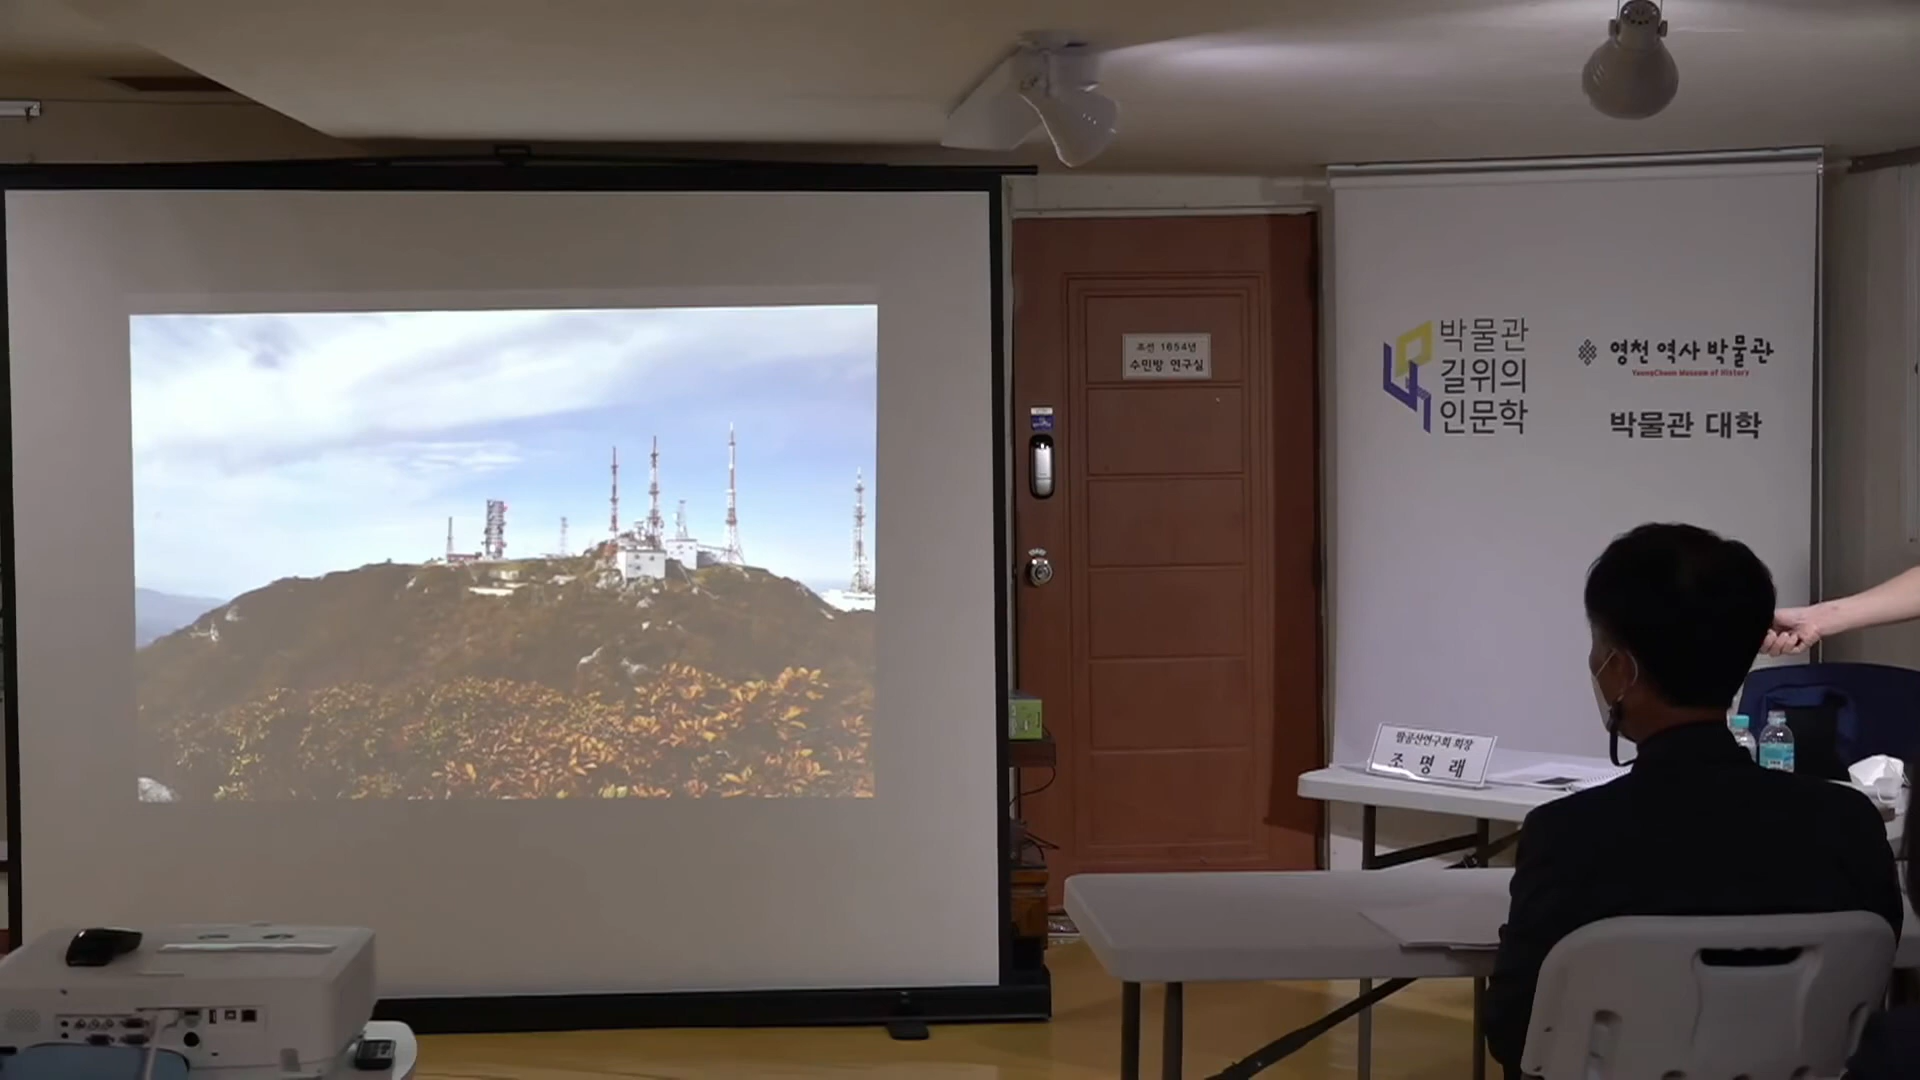 조선 1654년
수민방 연구실
박물관
길위의
인문학
영천 역사 박물관
YeongCheon Museum of History
박물관 대학
팔공산연구회 회장
조 명 래